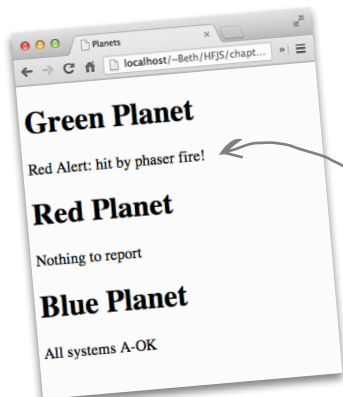 Planets
localhost/~Beth/HFJS/chapt...
Green Planet
Red Alert: hit by phaser fire!
Red Planet
Nothing to report
Blue Planet
All systems A-OK